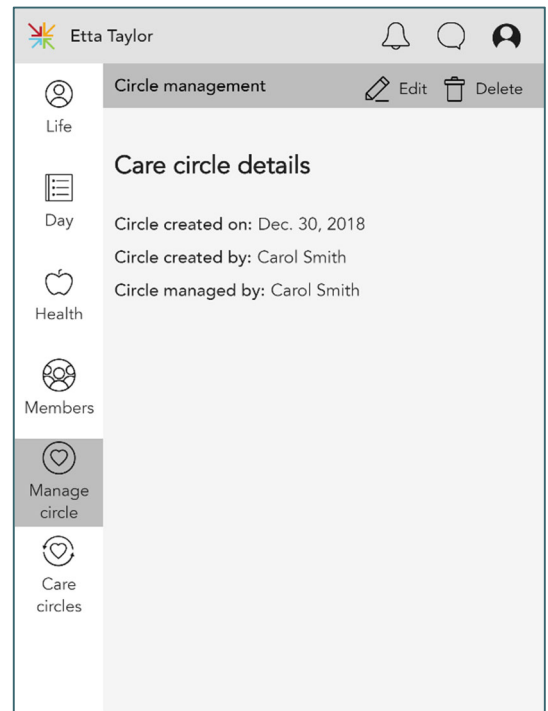 Etta Taylor
Circle management
Edit
Delete
Life
Day
Health
Members
Manage
circle
Care
circles
Care circle details
Circle created on: Dec. 30, 2018
Circle created by: Carol Smith
Circle managed by: Carol Smith